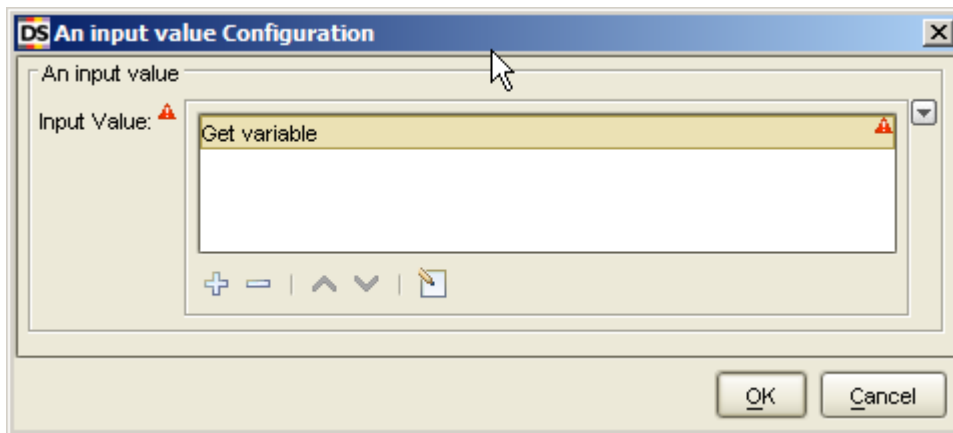 DS An input value Configuration
An input value
Input Value:
Get variable
OK
Cancel